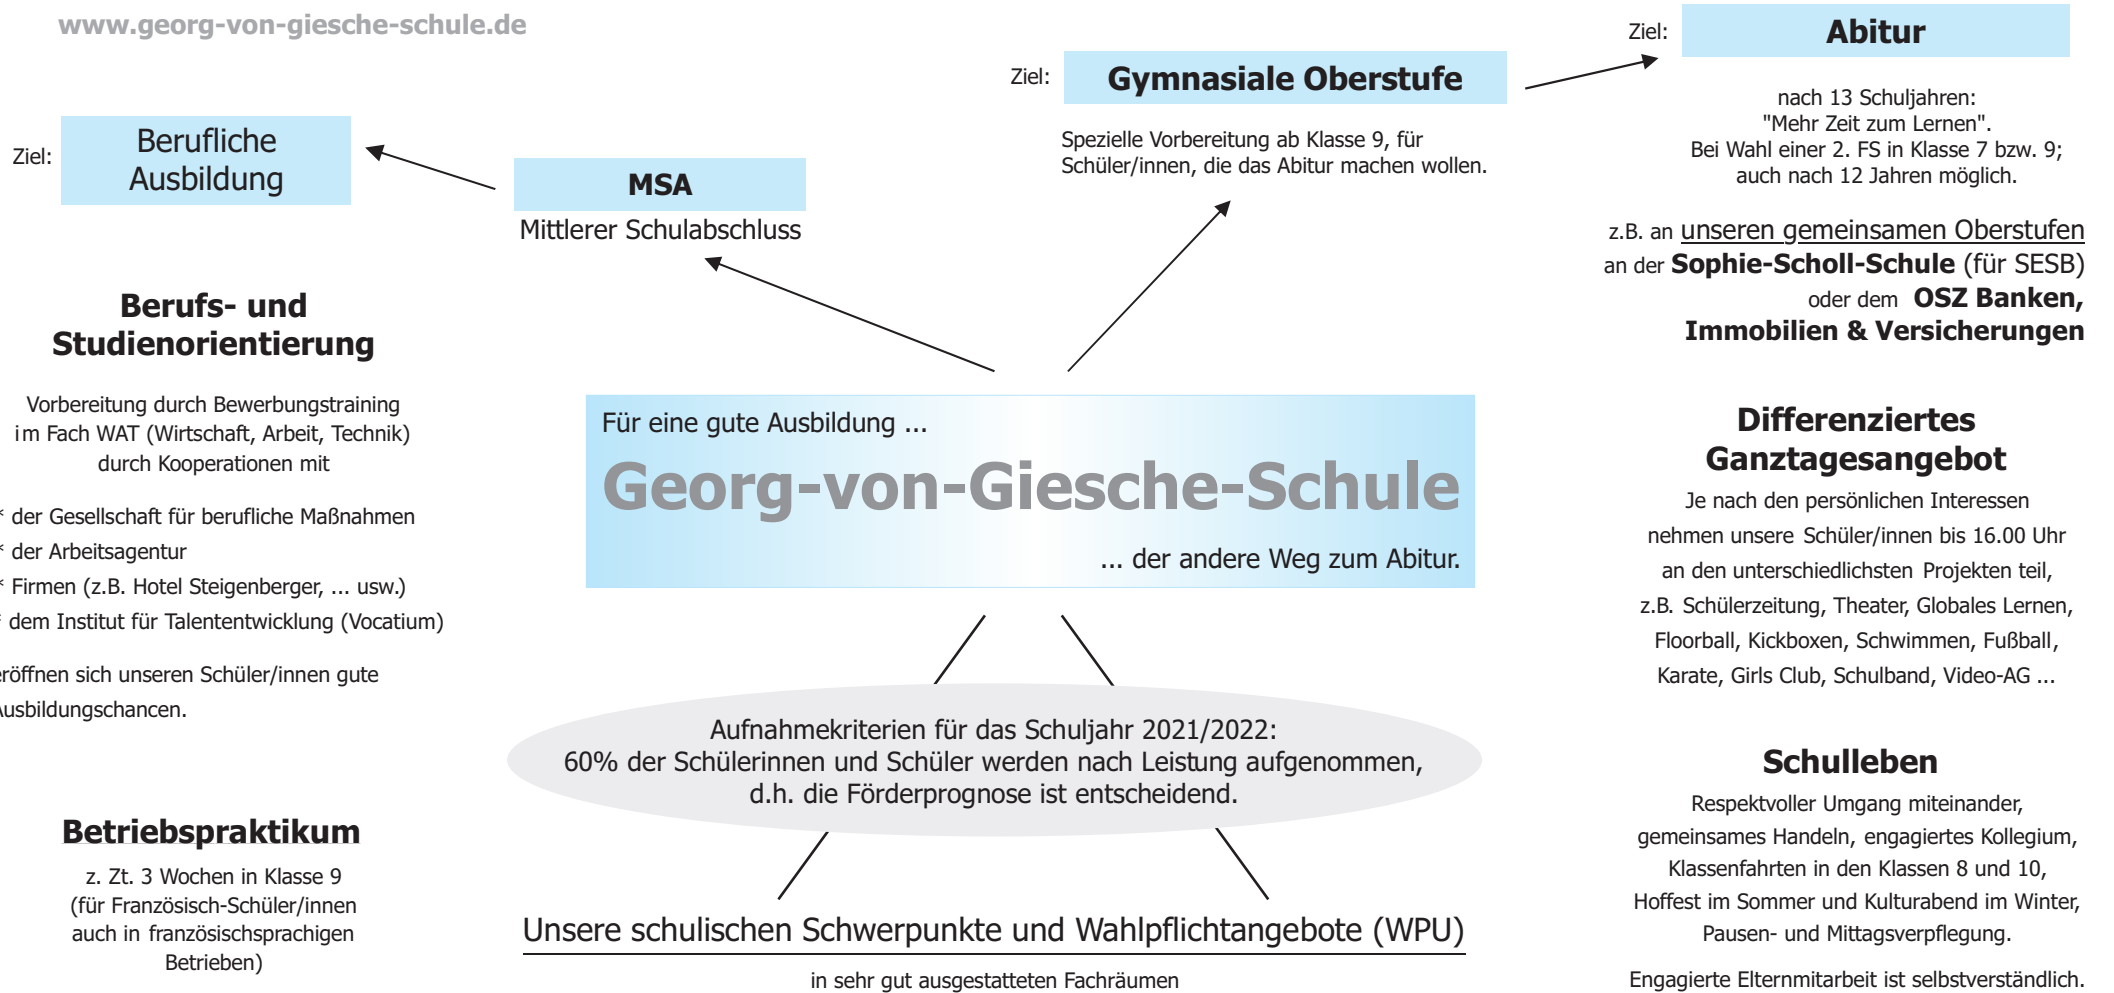 www.georg-von-giesche-schule.de
Ziel:
Berufliche
Ausbildung
MSA
Mittlerer Schulabschluss
Ziel:
Gymnasiale Oberstufe
Spezielle Vorbereitung ab Klasse 9, für
Schüler/innen, die das Abitur machen wollen.
Ziel:
Abitur
nach 13 Schuljahren:
"Mehr Zeit zum Lernen".
Bei Wahl einer 2. FS in Klasse 7 bzw. 9;
auch nach 12 Jahren möglich.
z.B. an unseren gemeinsamen Oberstufen
an der Sophie-Scholl-Schule (für SESB)
oder dem OSZ Banken,
Immobilien & Versicherungen
Berufs- und
Studienorientierung
Vorbereitung durch Bewerbungstraining
im Fach WAT (Wirtschaft, Arbeit, Technik)
durch Kooperationen mit
* der Gesellschaft für berufliche Maßnahmen
* der Arbeitsagentur
* Firmen (z.B. Hotel Steigenberger, ... usw.)
* dem Institut für Talententwicklung (Vocatium)
eröffnen sich unseren Schüler/innen gute
Ausbildungschancen.
Betriebspraktikum
z. Zt. 3 Wochen in Klasse 9
(für Französisch-Schüler/innen
auch in französischsprachigen
Betrieben)
Für eine gute Ausbildung ...
Georg-von-Giesche-Schule
... der andere Weg zum Abitur.
Aufnahmekriterien für das Schuljahr 2021/2022:
60% der Schülerinnen und Schüler werden nach Leistung aufgenommen,
d.h. die Förderprognose ist entscheidend.
Unsere schulischen Schwerpunkte und Wahlpflichtangebote (WPU)
in sehr gut ausgestatteten Fachräumen
Differenziertes
Ganztagesangebot
Je nach den persönlichen Interessen
nehmen unsere Schüler/innen bis 16.00 Uhr
an den unterschiedlichsten Projekten teil,
z.B. Schülerzeitung, Theater, Globales Lernen,
Floorball, Kickboxen, Schwimmen, Fußball,
Karate, Girls Club, Schulband, Video-AG ...
Schulleben
Respektvoller Umgang miteinander,
gemeinsames Handeln, engagiertes Kollegium,
Klassenfahrten in den Klassen 8 und 10,
Hoffest im Sommer und Kulturabend im Winter,
Pausen- und Mittagsverpflegung.
Engagierte Elternmitarbeit ist selbstverständlich.